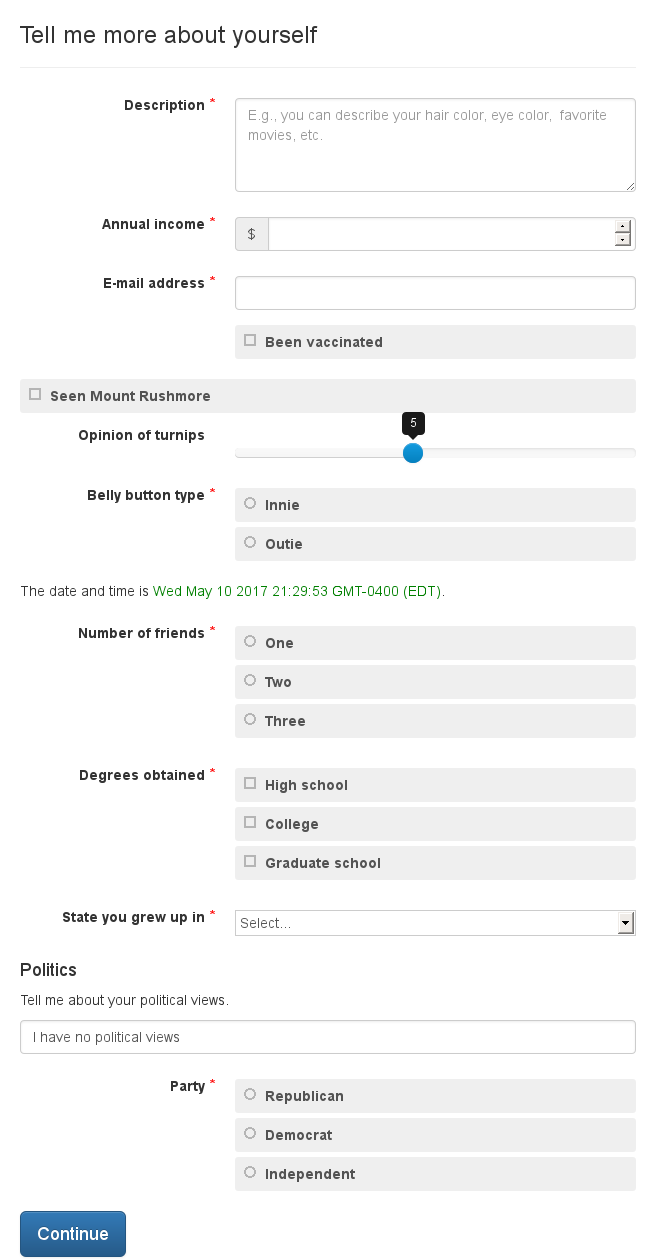 Tell me more about yourself
Description *
E.g., you can describe your hair color, eye color,  favorite
movies, etc.
Annual income *
$
E-mail address *
Been vaccinated
Seen Mount Rushmore
5
Opinion of turnips
Belly button type *
Innie
Outie
The date and time is Wed May 10 2017 21:29:53 GMT-0400 (EDT).
Number of friends *
One
Two
Three
Degrees obtained *
High school
College
Graduate school
State you grew up in *
Select...
Politics
Tell me about your political views.
I have no political views
Party *
Republican
Democrat
Independent
Continue